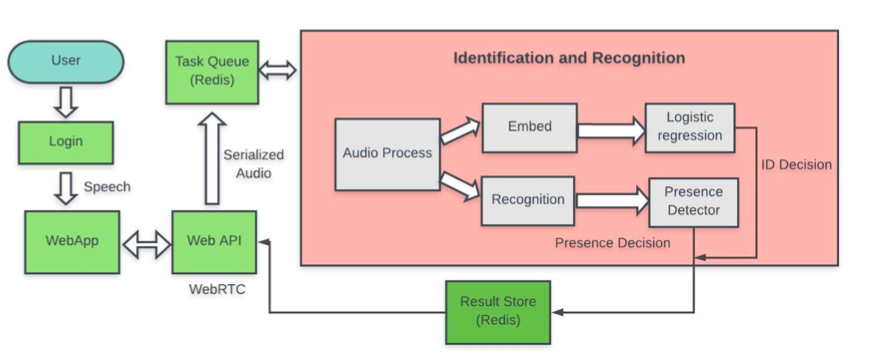 Identification and Recognition
User
Task Queue
(Redis)
Login
Serialized
Audio
Speech
WebApp
Web API
WebRTC
Audio Process
Embed
Logistic
regression
ID Decision
Recognition
Presence
Detector
Presence Decision
Result Store
(Redis)